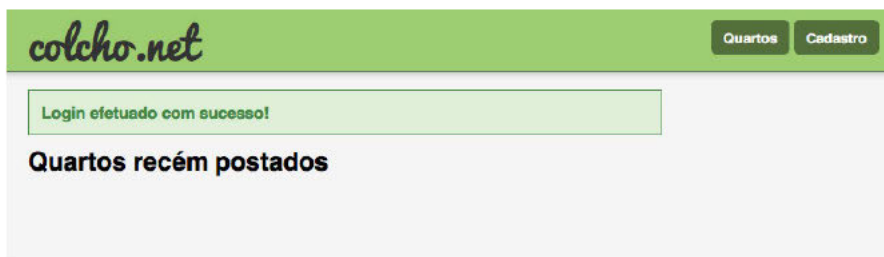 colcho.net
Quartos Cadastro
Login efetuado com sucesso!
Quartos recém postados